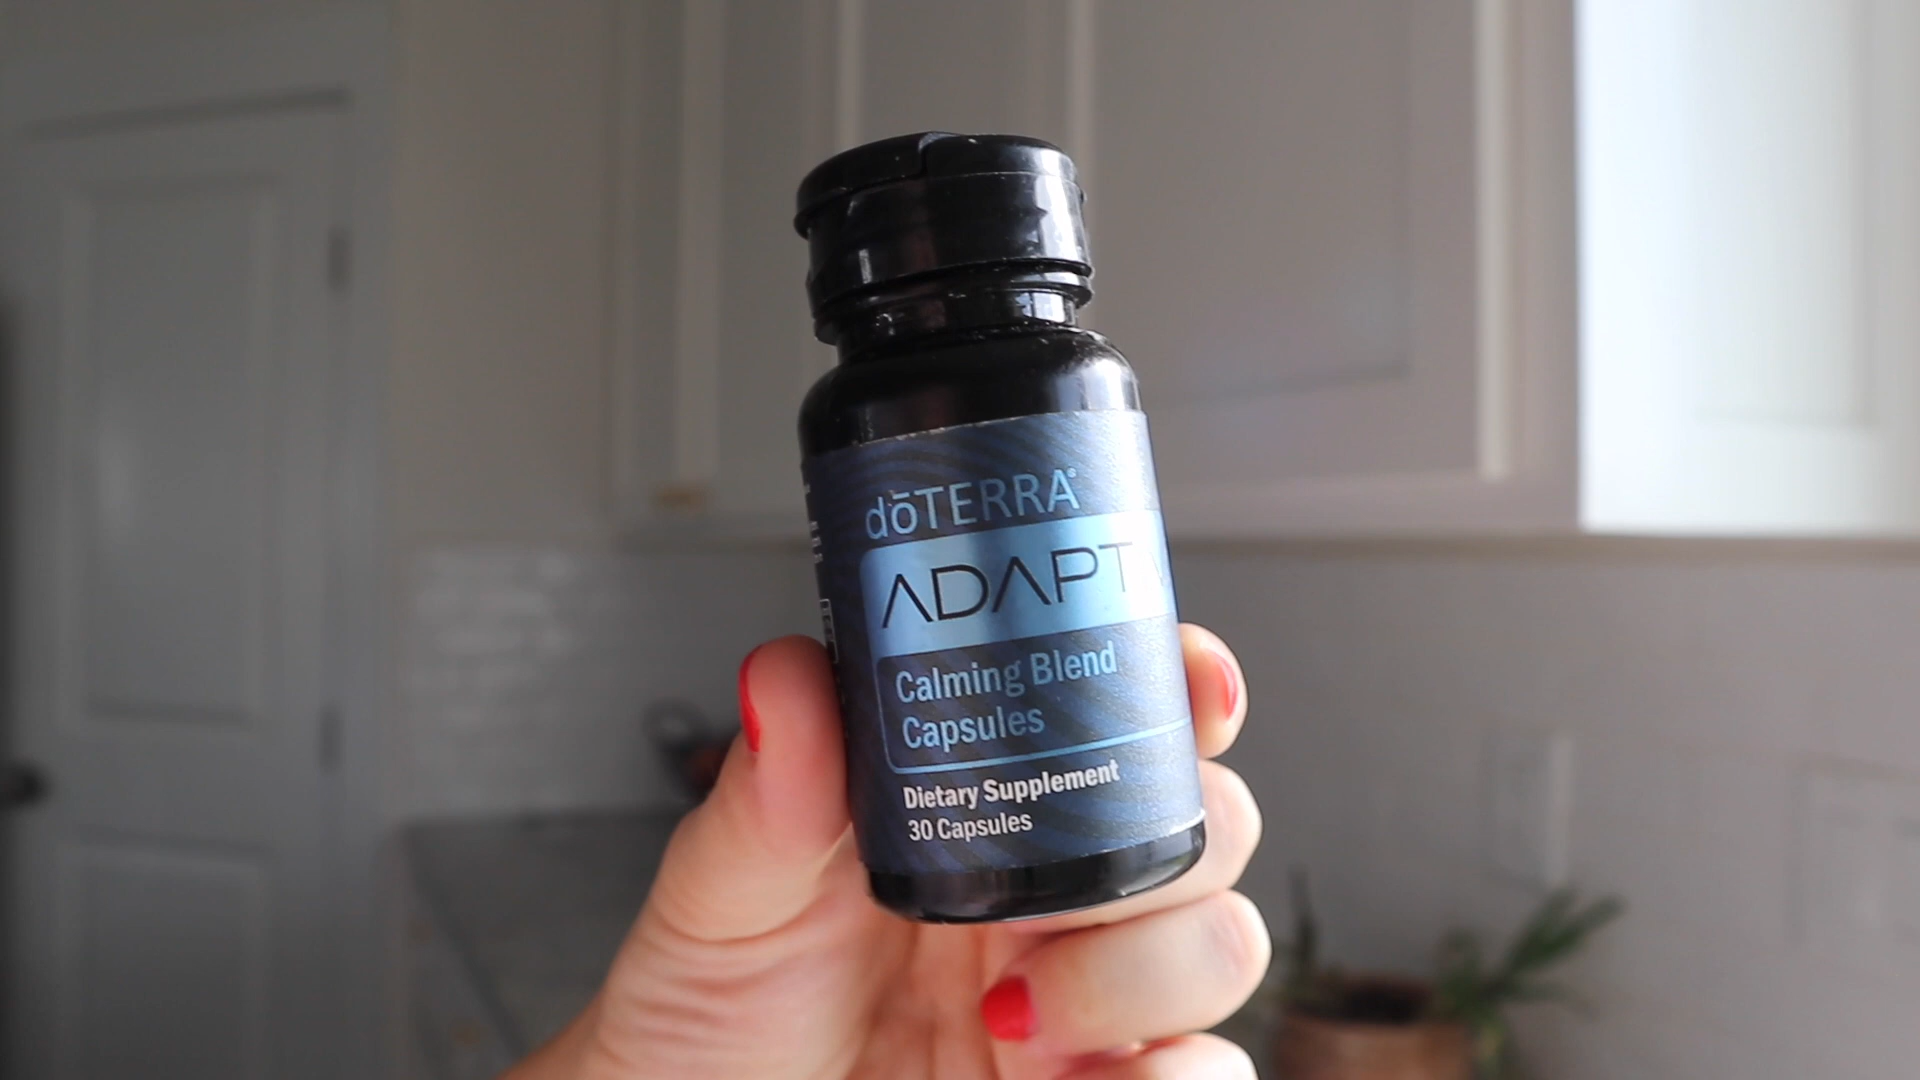 dōTERRA®
ADAPT
Calming Blend
Capsules
Dietary Supplement
30 Capsules